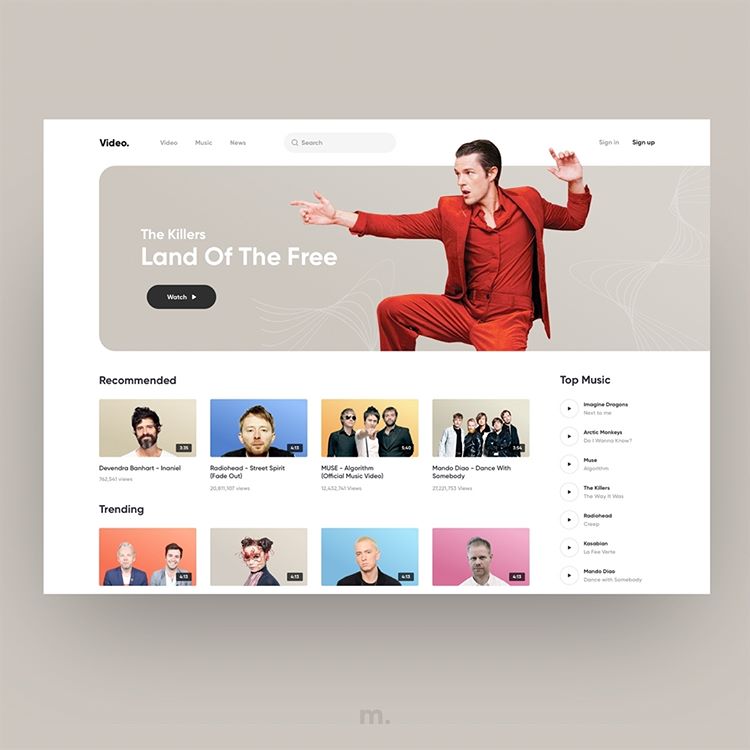 Video.
Video Music News
Search
Sign in Sign up
The Killers
Land Of The Free
Watch
Recommended
3:35
4:13
5:40
3:54
Devendra Banhart - Inaniel
762,541 views
Radiohead - Street Spirit
(Fade Out)
20,811,107 views
MUSE - Algorithm
(Official Music Video)
12,432,741 Views
Mando Diao - Dance With
Somebody
27,221,753 Views
Trending
4:13
4:13
4:13
4:13
Top Music
Imagine Dragons
Next to me
Arctic Monkeys
Do I Wanna Know?
Muse
Algorithm
The Killers
The Way It Was
Radiohead
Creep
Kasabian
La Fee Verte
Mando Diao
Dance with Somebody
m.